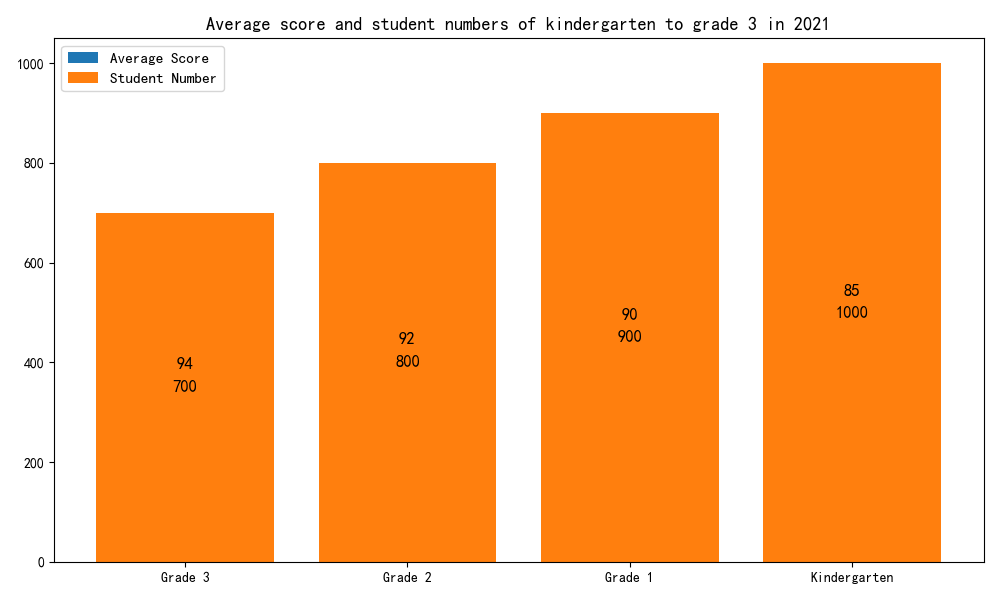 Average score and student numbers of kindergarten to grade 3 in 2021
Average Score
Student Number
1000
800
600
400
200
0
94
700
92
800
90
900
85
1000
Grade 3
Grade 2
Grade 1
Kindergarten